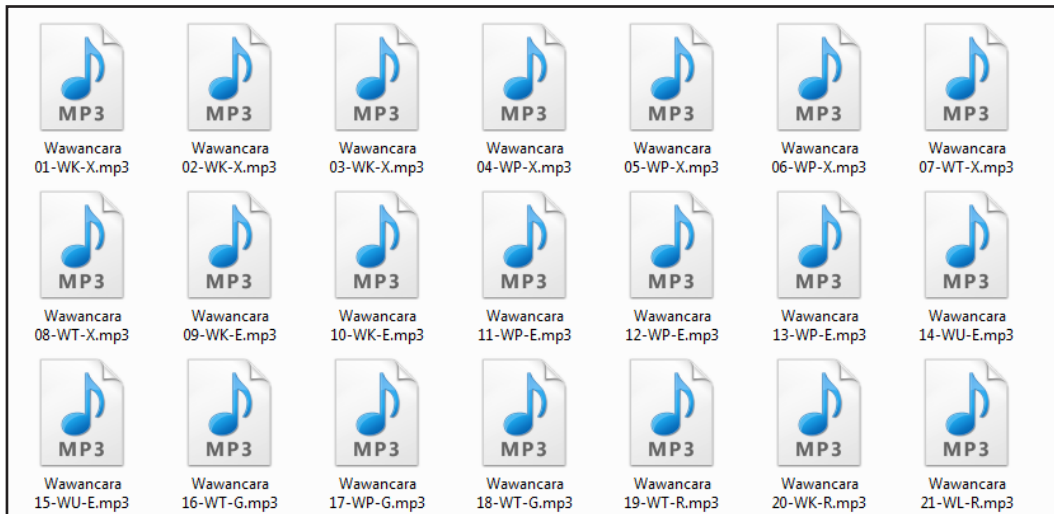 MP3 MP3 MP3 MP3 MP3 MP3 MP3
Wawancara Wawancara Wawancara Wawancara Wawancara Wawancara Wawancara
01-WK-X.mp3 02-WK-X.mp3 03-WK-X.mp3 04-WP-X.mp3 05-WP-X.mp3 06-WP-X.mp3 07-WT-X.mp3
MP3 MP3 MP3 MP3 MP3 MP3 MP3
Wawancara Wawancara Wawancara Wawancara Wawancara Wawancara Wawancara
08-WT-X.mp3 09-WK-E.mp3 10-WK-E.mp3 11-WP-E.mp3 12-WP-E.mp3 13-WP-E.mp3 14-WU-E.mp3
MP3 MP3 MP3 MP3 MP3 MP3 MP3
Wawancara Wawancara Wawancara Wawancara Wawancara Wawancara Wawancara
15-WU-E.mp3 16-WT-G.mp3 17-WP-G.mp3 18-WT-G.mp3 19-WT-R.mp3 20-WK-R.mp3 21-WL-R.mp3